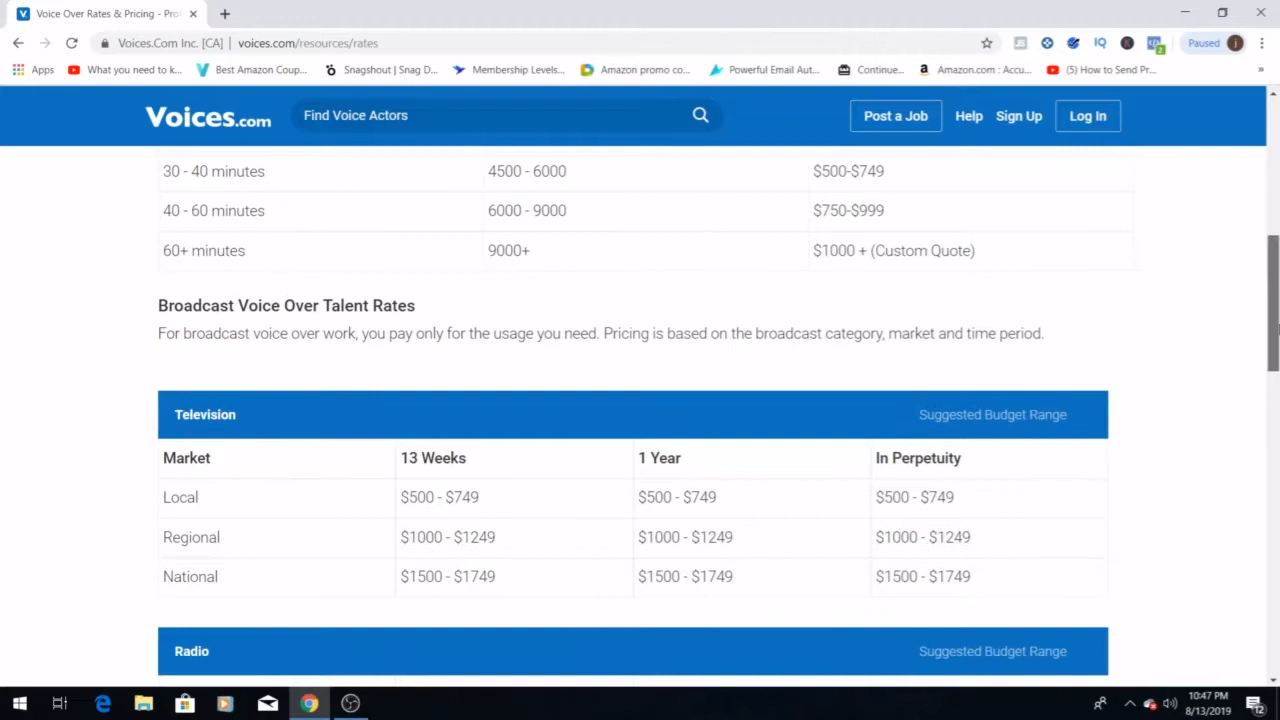 Voice Over Rates & Pricing - Pro
Voices.Com Inc. [CA] | voices.com/resources/rates
Paused
Apps
What you need to k...
Best Amazon Coup...
Snagshout | Snag D...
Membership Levels...
Amazon promo co...
Powerful Email Aut...
Continue...
Amazon.com : Accu...
(5) How to Send Pr...
»
Voices.com
Find Voice Actors
Post a Job
Help
Sign Up
Log In
30 - 40 minutes 4500 - 6000 $500-$749
40 - 60 minutes 6000 - 9000 $750-$999
60+ minutes 9000+ $1000 + (Custom Quote)
Broadcast Voice Over Talent Rates
For broadcast voice over work, you pay only for the usage you need. Pricing is based on the broadcast category, market and time period.
Television Suggested Budget Range
Market 13 Weeks 1 Year In Perpetuity
Local $500 - $749 $500 - $749 $500 - $749
Regional $1000 - $1249 $1000 - $1249 $1000 - $1249
National $1500 - $1749 $1500 - $1749 $1500 - $1749
Radio Suggested Budget Range
10:47 PM
8/13/2019
12